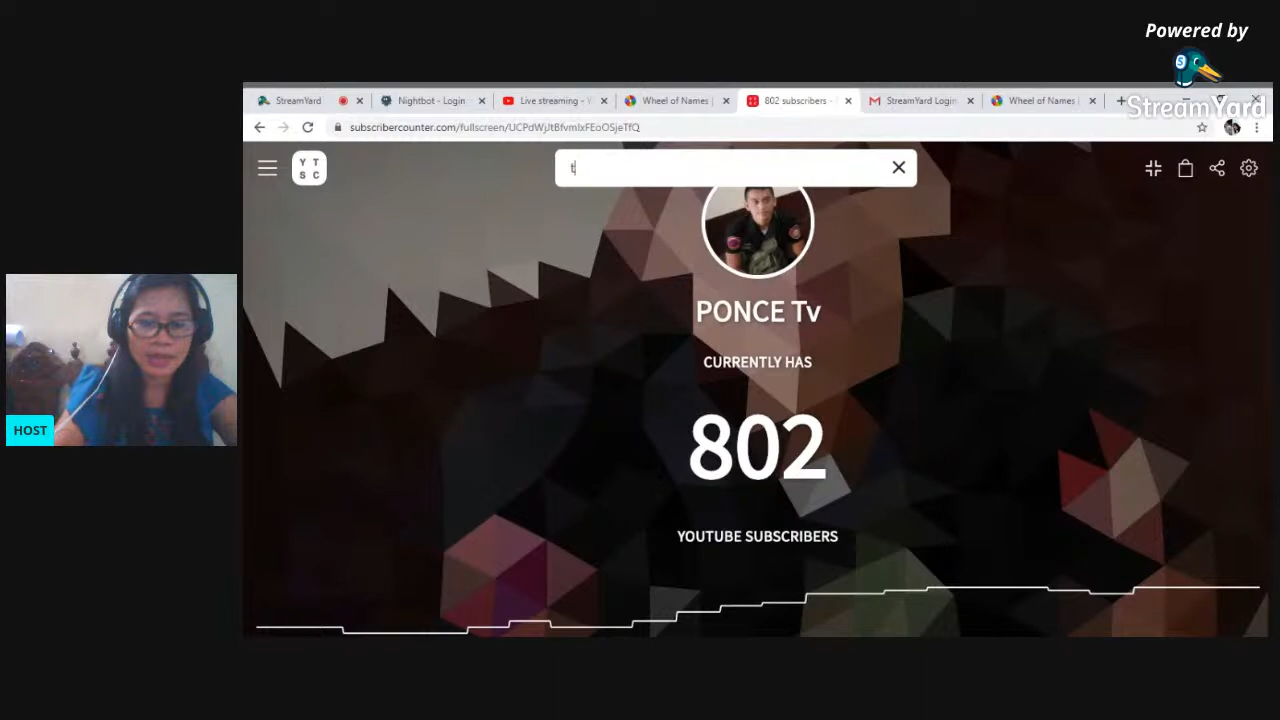 Powered by
StreamYard
StreamYard
Nightbot - Login
Live streaming - Y
Wheel of Names |
802 subscribers -
StreamYard Login
Wheel of Names |
subscribercounter.com/fullscreen/UCPdWjJtBfvmlxFEoOSjeTfQ
Y T
S C
t
PONCE Tv
CURRENTLY HAS
802
YOUTUBE SUBSCRIBERS
HOST